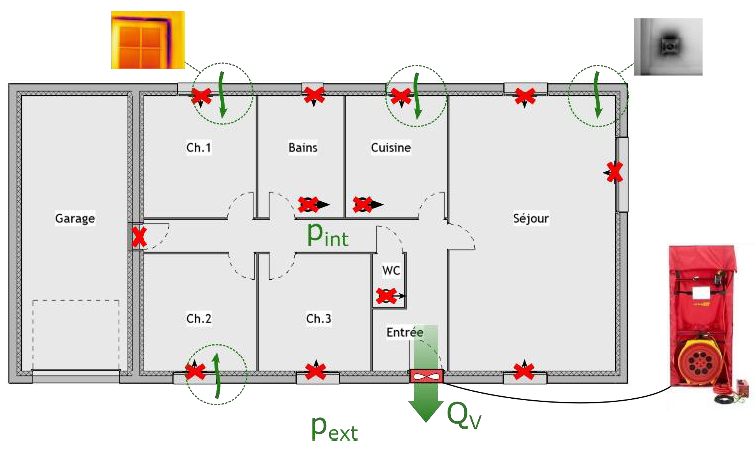 Ch.1
Bains
Cuisine
Garage
Séjour
pint
WC
Ch.2
Ch.3
Entrée
QV
pext